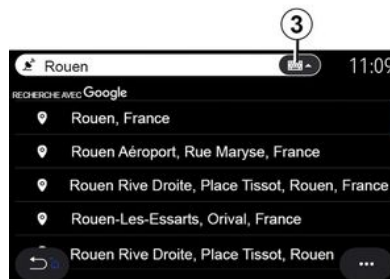 3
Rouen
11:09
RECHERCHE AVEC Google
Rouen, France
Rouen Aéroport, Rue Maryse, France
Rouen Rive Droite, Place Tissot, Rouen, France
Rouen-Les-Essarts, Orival, France
Rouen Rive Droite, Place Tissot, Rouen